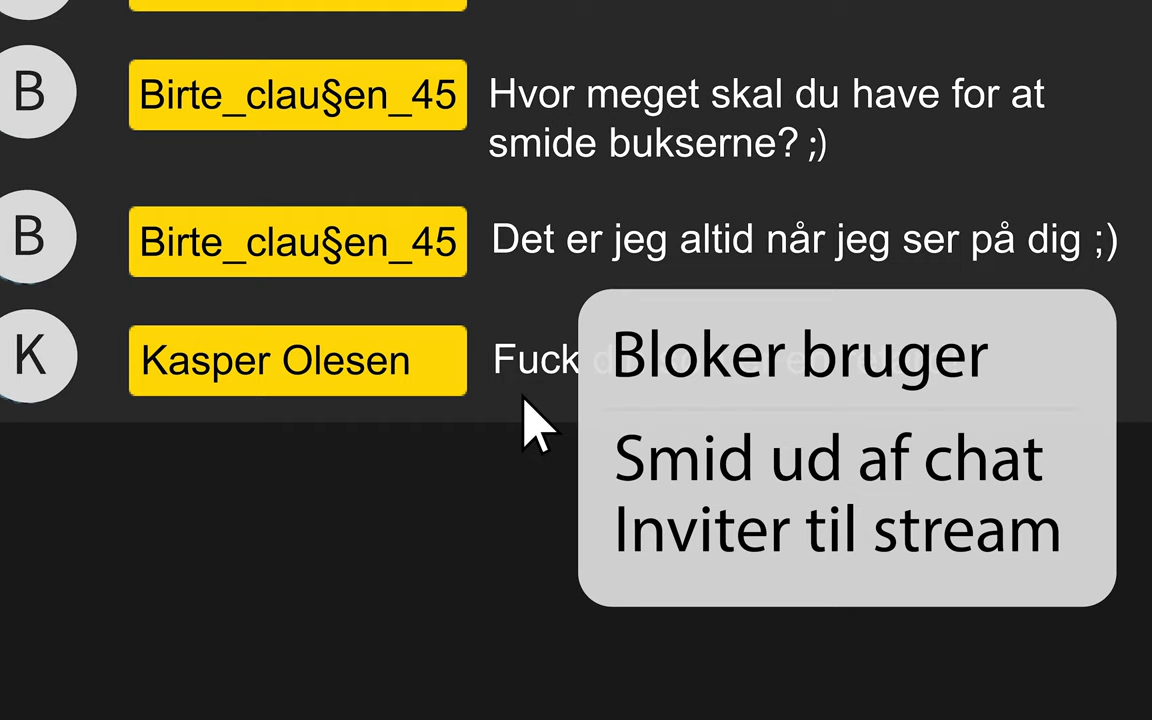 B
Birte_clau§en_45
Hvor meget skal du have for at
smide bukserne? ;)
B
Birte_clau§en_45
Det er jeg altid når jeg ser på dig ;)
K
Kasper Olesen
Fuck
Bloker bruger
Smid ud af chat
Inviter til stream